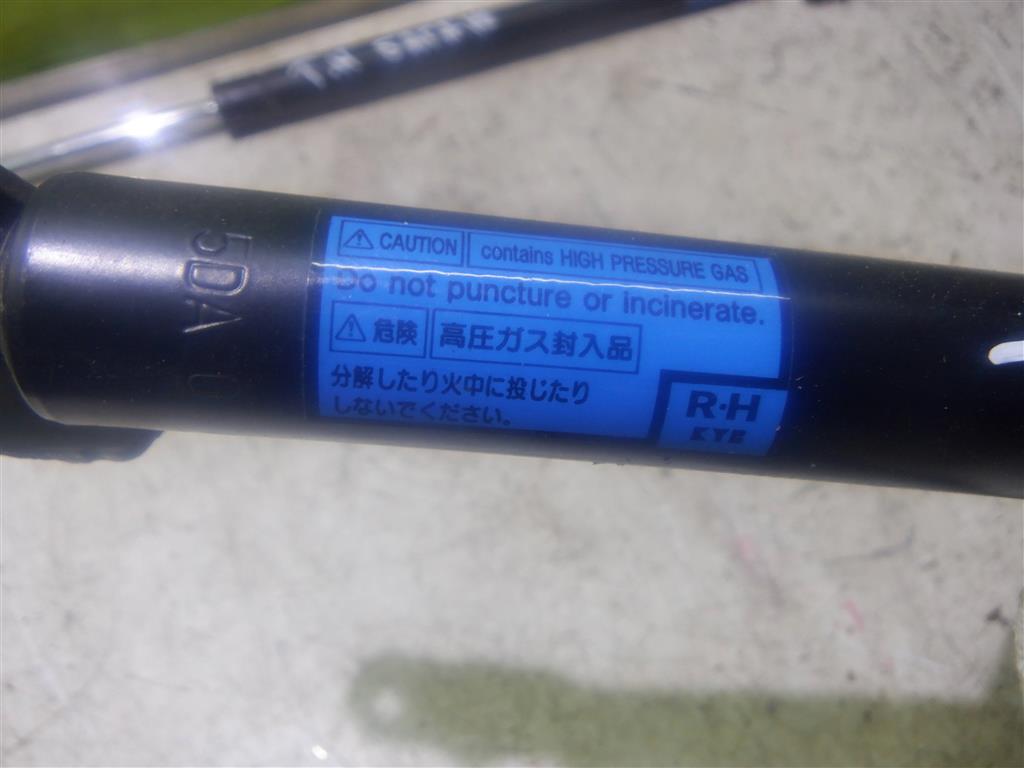 5DA
⚠ CAUTION contains HIGH PRESSURE GAS
Do not puncture or incinerate.
⚠ 危険 高圧ガス封入品
分解したり火中に投じたり
しないでください。
R·H
KYB